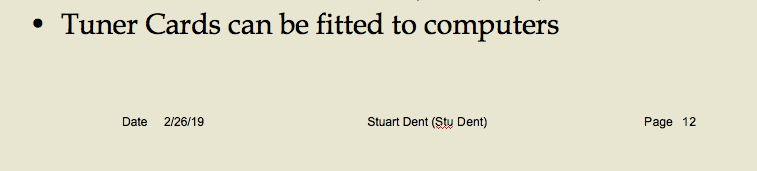 • Tuner Cards can be fitted to computers
Date 2/26/19 Stuart Dent (Stu Dent) Page 12